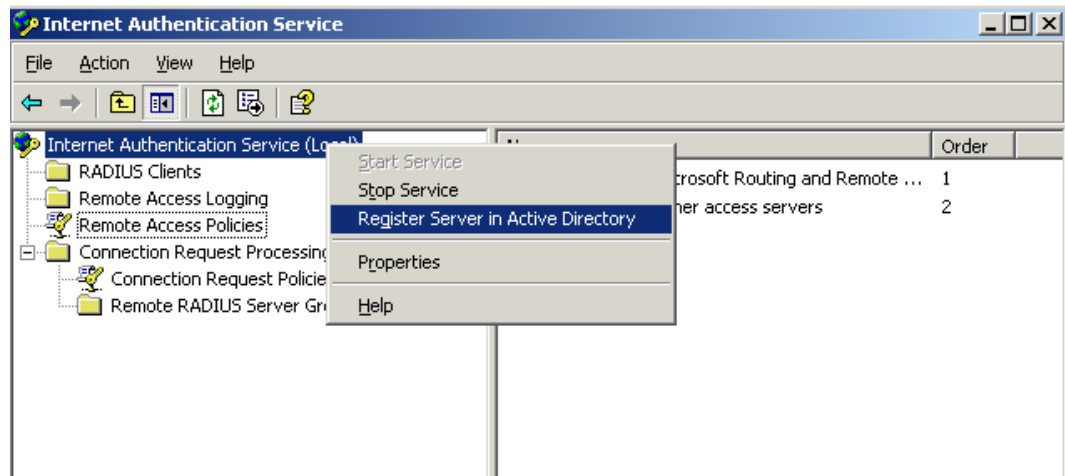 Internet Authentication Service
File Action View Help
Internet Authentication Service (Local)
Order
RADIUS Clients
Remote Access Logging
Remote Access Policies
Connection Request Processing
Connection Request Policie
Remote RADIUS Server Gr
Start Service
Stop Service
Register Server in Active Directory
Properties
Help
crosoft Routing and Remote ... 1
her access servers 2